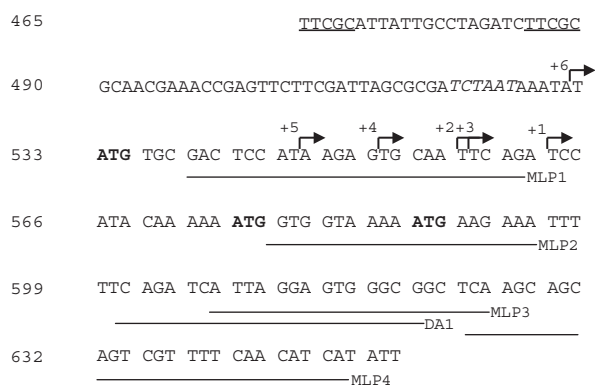 465 TTCGCATTATTGCCTAGATCTTCGC
+6
490 GCAACGAAACCGAGTTCTTCGATTAGCGCGATCTAATAAATAT
+5 +4 +2+3 +1
533 ATG TGC GAC TCC ATA AGA GTG CAA TTC AGA TCC
MLP1
566 ATA CAA AAA ATG GTG GTA AAA ATG AAG AAA TTT
MLP2
599 TTC AGA TCA TTA GGA GTG GGC GGC TCA AGC AGC
MLP3
DA1
632 AGT CGT TTT CAA CAT CAT ATT
MLP4